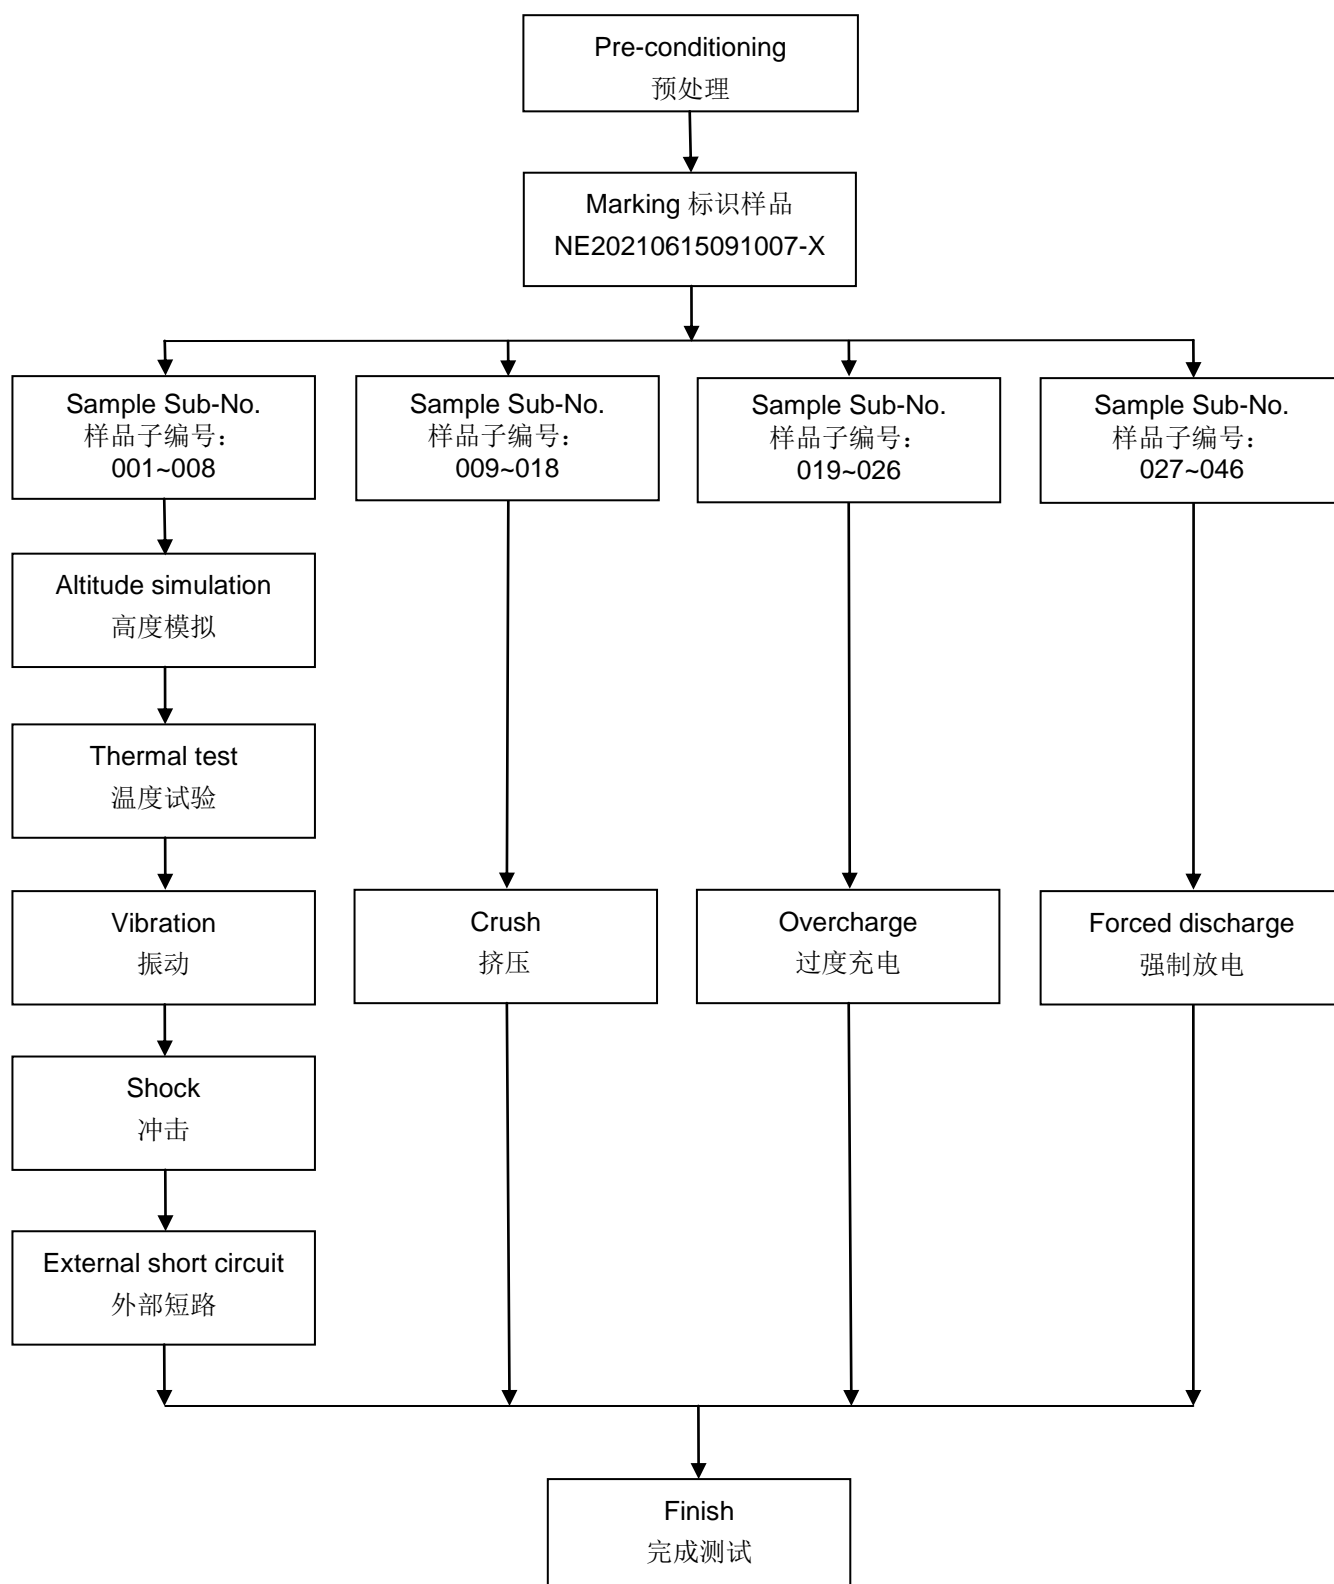 Pre-conditioning
预处理
Marking 标识样品
NE20210615091007-X
Sample Sub-No.
样品子编号：
001~008
Sample Sub-No.
样品子编号：
009~018
Sample Sub-No.
样品子编号：
019~026
Sample Sub-No.
样品子编号：
027~046
Altitude simulation
高度模拟
Thermal test
温度试验
Vibration
振动
Crush
挤压
Overcharge
过度充电
Forced discharge
强制放电
Shock
冲击
External short circuit
外部短路
Finish
完成测试